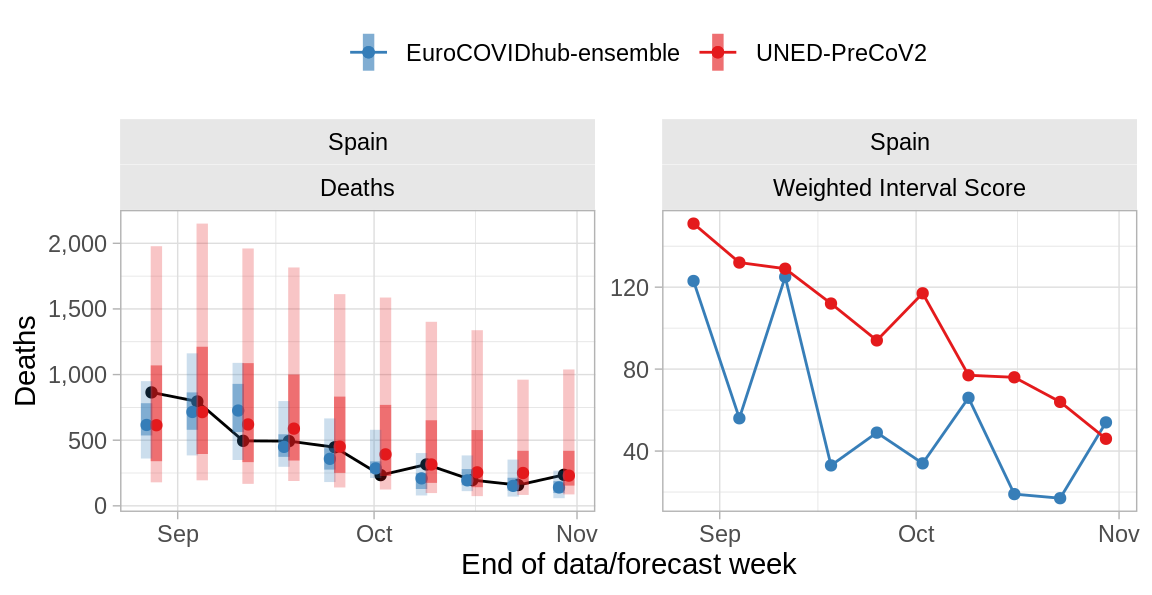 EuroCOVIDhub-ensemble UNED-PreCoV2
Spain
Deaths
Spain
Weighted Interval Score
Deaths
2,000
1,500
1,000
500
0
Sep Oct Nov
120
80
40
Sep Oct Nov
End of data/forecast week